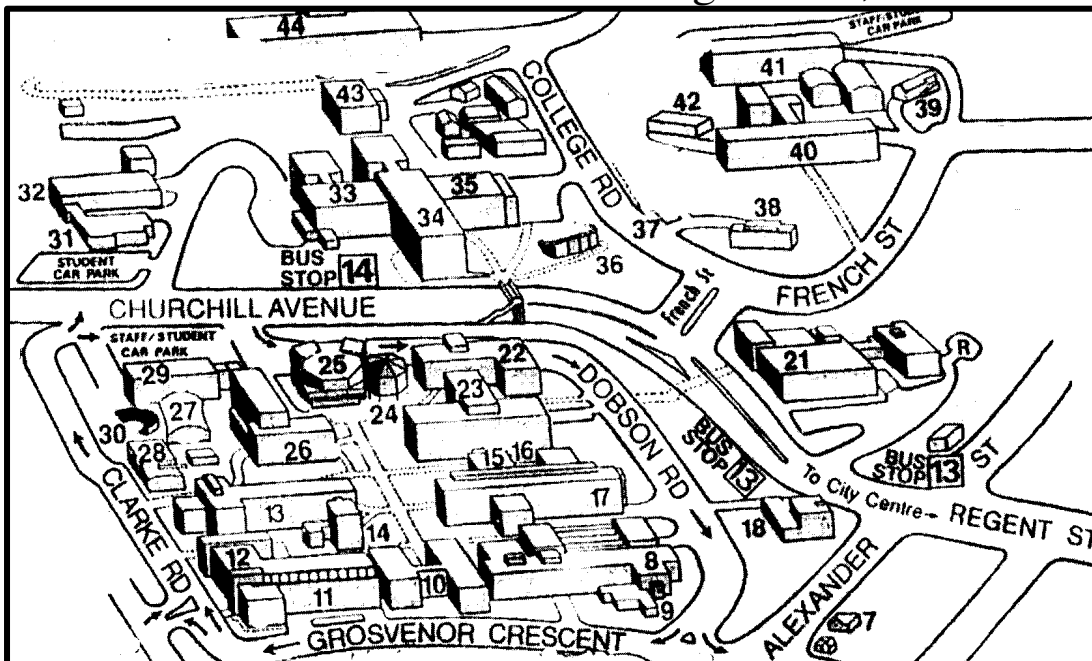 44
STAFF/STUDENT
CAR PARK
41
43
COLLEGE RD
42
39
40
32
33
35
34
38
31
37
STUDENT
CAR PARK
BUS
STOP 14
36
FRENCH ST
CHURCHILL AVENUE
French St
STAFF/STUDENT
CAR PARK
29
25
22
21
R
27
24
23
DOBSON RD
30
28
26
BUS
STOP 13
BUS
STOP 13
15
16
CLARKE RD
13
17
To City Centre
REGENT ST
14
18
12
8
10
11
9
ALEXANDER
7
GROSVENOR CRESCENT